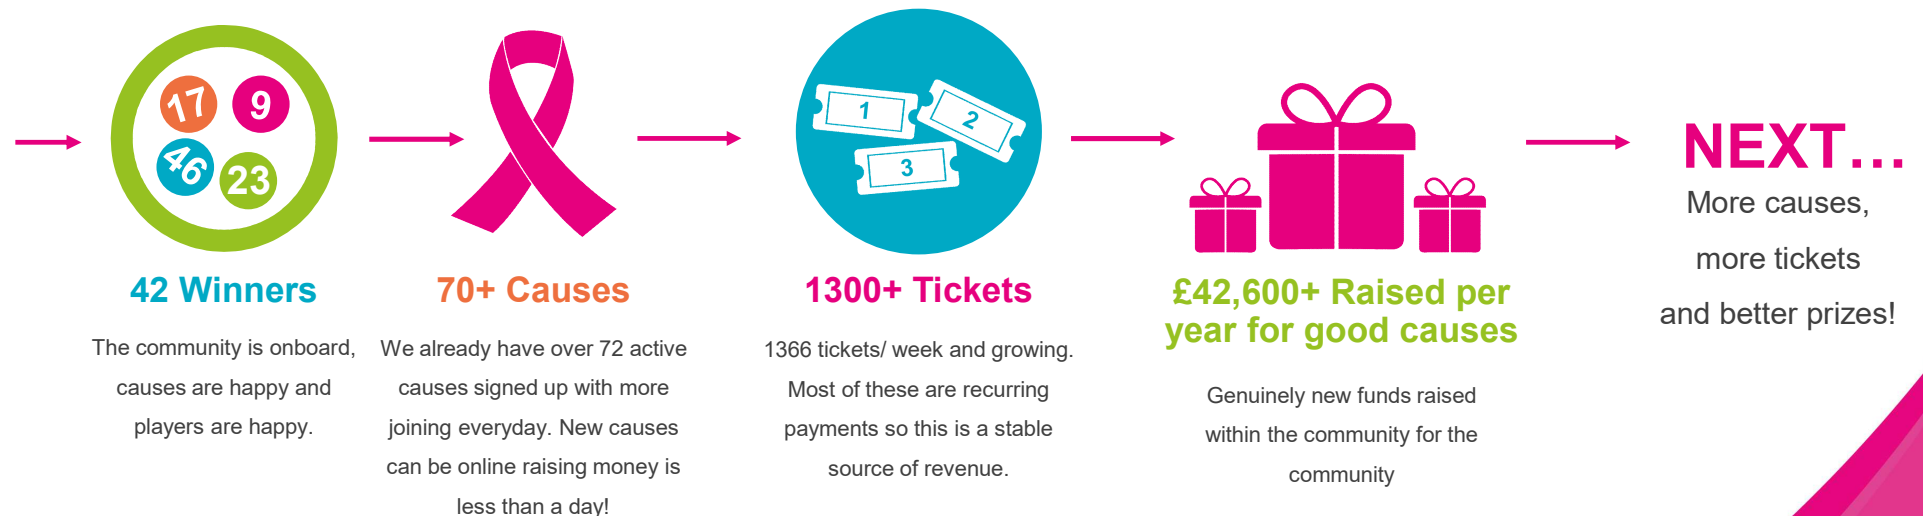 17
9
46
23
42 Winners
The community is onboard,
causes are happy and
players are happy.
70+ Causes
We already have over 72 active
causes signed up with more
joining everyday. New causes
can be online raising money is
less than a day!
1
2
3
1300+ Tickets
1366 tickets/ week and growing.
Most of these are recurring
payments so this is a stable
source of revenue.
£42,600+ Raised per
year for good causes
Genuinely new funds raised
within the community for the
community
NEXT...
More causes,
more tickets
and better prizes!